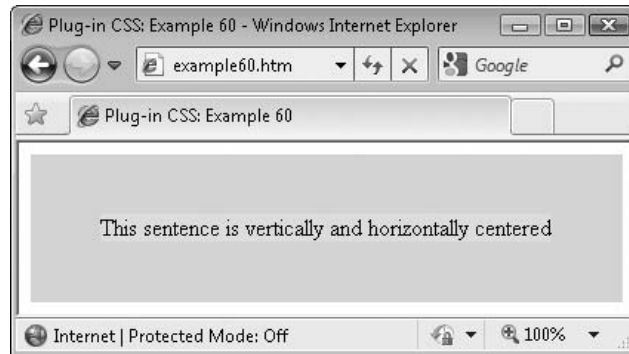 Plug-in CSS: Example 60 - Windows Internet Explorer
example60.htm
Google
Plug-in CSS: Example 60
This sentence is vertically and horizontally centered
Internet | Protected Mode: Off
100%